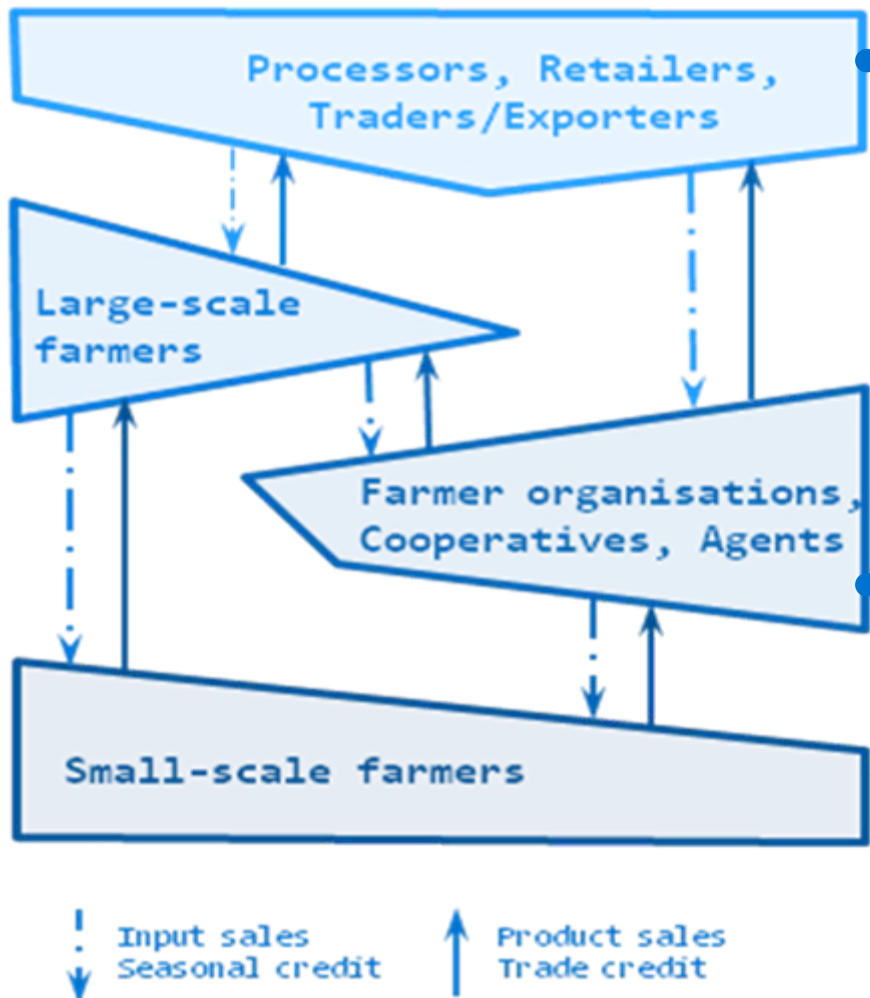 Processors, Retailers,
Traders/Exporters
Large-scale
farmers
Farmer organisations,
Cooperatives, Agents
Small-scale farmers
Input sales
Seasonal credit
Product sales
Trade credit